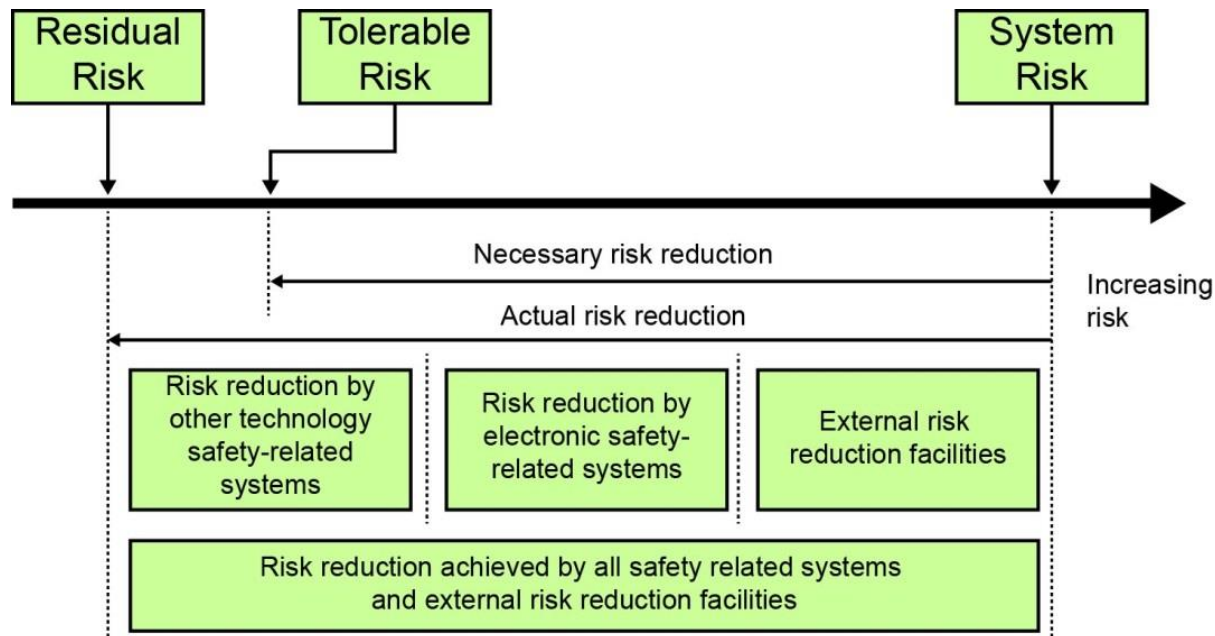 Residual
Risk
Tolerable
Risk
System
Risk
Necessary risk reduction
Increasing
risk
Actual risk reduction
Risk reduction by
other technology
safety-related
systems
Risk reduction by
electronic safety-
related systems
External risk
reduction facilities
Risk reduction achieved by all safety related systems
and external risk reduction facilities